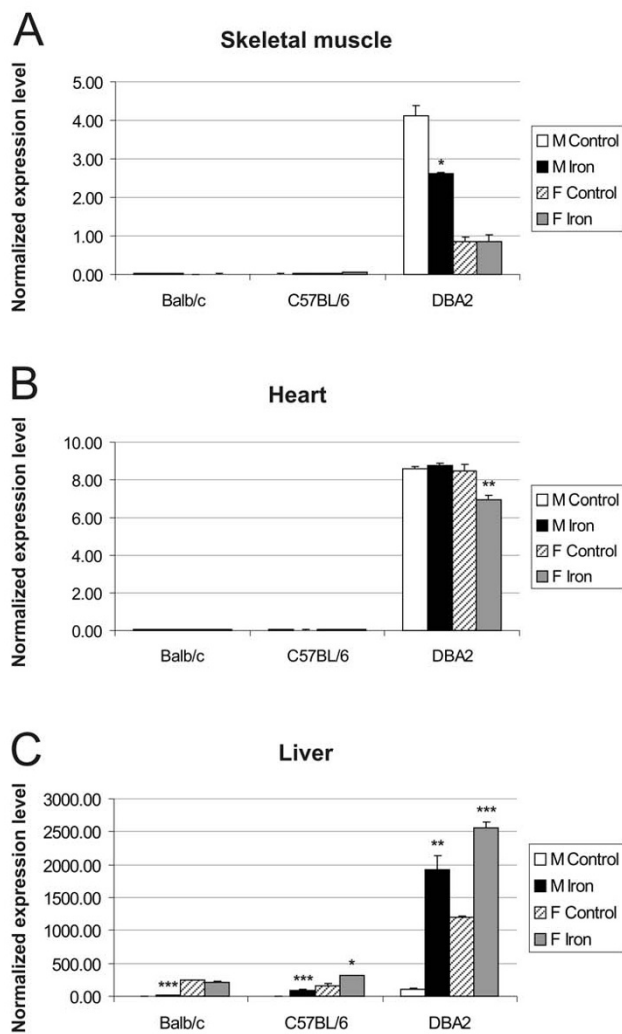 A
Skeletal muscle
Normalized expression level
5.00
4.00
3.00
2.00
1.00
0.00
*
Balb/c C57BL/6 DBA2
M Control
M Iron
F Control
F Iron
B
Heart
Normalized expression level
10.00
8.00
6.00
4.00
2.00
0.00
**
Balb/c C57BL/6 DBA2
M Control
M Iron
F Control
F Iron
C
Liver
Normalized expression level
3000.00
2500.00
2000.00
1500.00
1000.00
500.00
0.00
*** *** * ** ***
Balb/c C57BL/6 DBA2
M Control
M Iron
F Control
F Iron